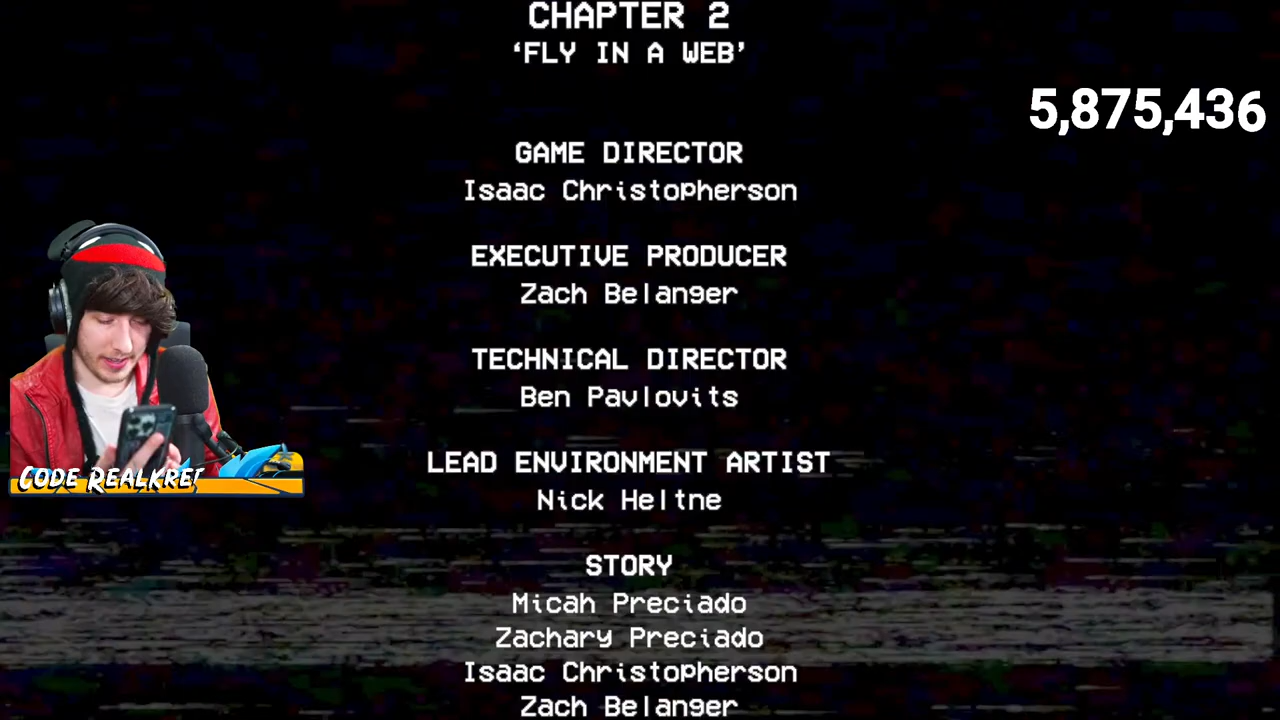 CHAPTER 2
‘FLY IN A WEB’
5,875,436
GAME DIRECTOR
Isaac Christopherson
EXECUTIVE PRODUCER
Zach Belanger
TECHNICAL DIRECTOR
Ben Pavlovits
LEAD ENVIRONMENT ARTIST
Nick Heltne
CODE REALKREI
STORY
Micah Preciado
Zachary Preciado
Isaac Christopherson
Zach Belanger